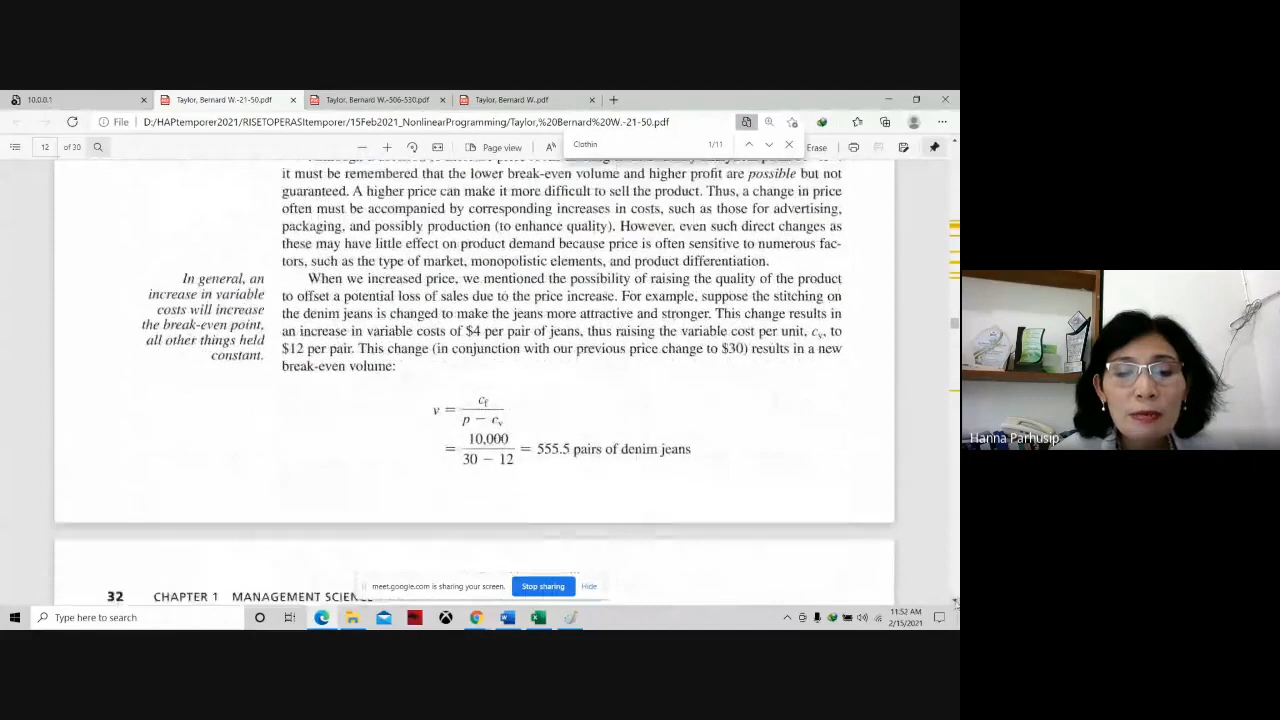 10.0.0.1
Taylor, Bernard W.-21-50.pdf
Taylor, Bernard W.-506-530.pdf
Taylor, Bernard W..pdf
File
D:/HAPtemporer2021/RISETOPERASItemporer/15Feb2021_NonlinearProgramming/Taylor,%20Bernard%20W.-21-50.pdf
Clothin
1/11
12 of 30
Page view
Erase
it must be remembered that the lower break-even volume and higher profit are possible but not
guaranteed. A higher price can make it more difficult to sell the product. Thus, a change in price
often must be accompanied by corresponding increases in costs, such as those for advertising,
packaging, and possibly production (to enhance quality). However, even such direct changes as
these may have little effect on product demand because price is often sensitive to numerous fac-
tors, such as the type of market, monopolistic elements, and product differentiation.
In general, an
increase in variable
costs will increase
the break-even point,
all other things held
constant.
When we increased price, we mentioned the possibility of raising the quality of the product
to offset a potential loss of sales due to the price increase. For example, suppose the stitching on
the denim jeans is changed to make the jeans more attractive and stronger. This change results in
an increase in variable costs of $4 per pair of jeans, thus raising the variable cost per unit, cv, to
$12 per pair. This change (in conjunction with our previous price change to $30) results in a new
break-even volume:
v = cf / (p − cv)
= 10,000 / (30 − 12) = 555.5 pairs of denim jeans
32 CHAPTER 1 MANAGEMENT SCIENC
meet.google.com is sharing your screen.
Stop sharing
Hide
Type here to search
11:52 AM
2/15/2021
Hanna Parhusip